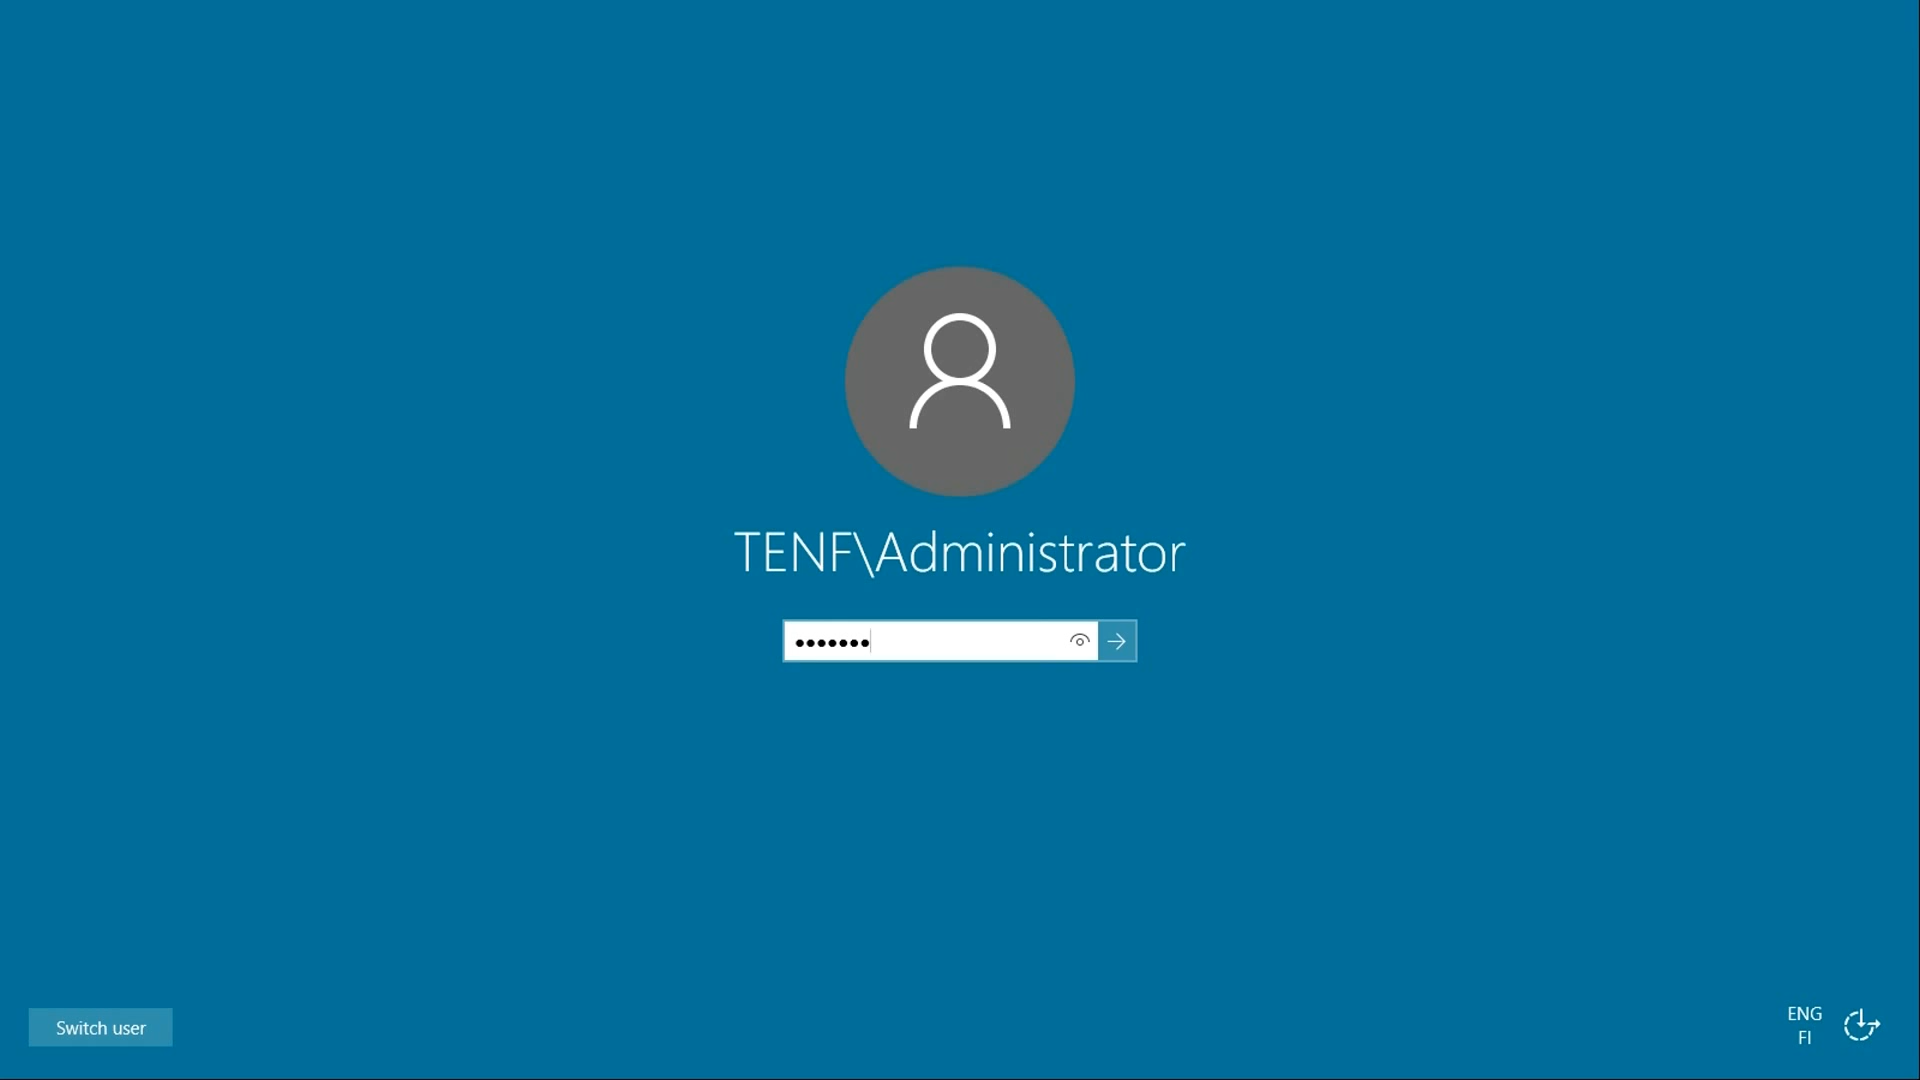 TENF\Administrator
•••••••
Switch user
ENG
FI